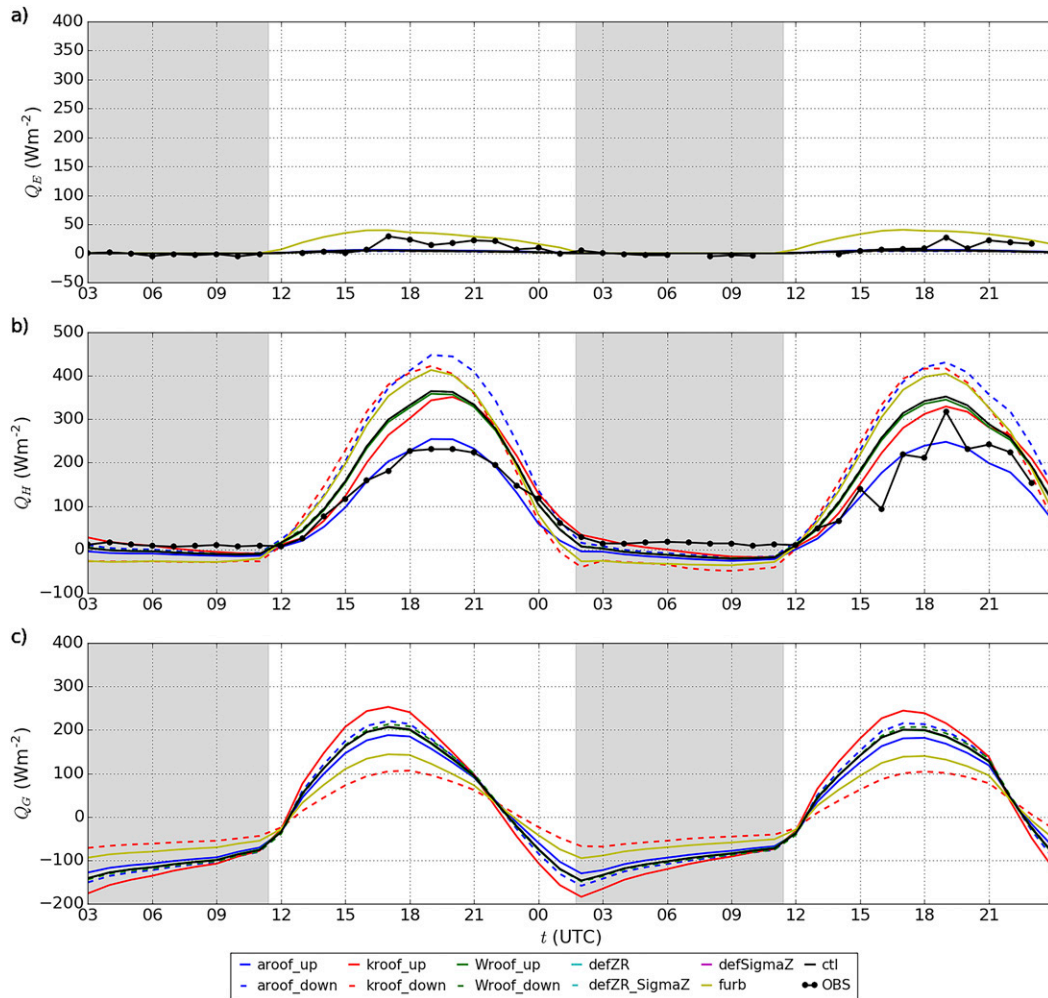 a)
400
350
300
250
200
150
100
50
0
−50
Q_E (Wm⁻²)
03 06 09 12 15 18 21 00 03 06 09 12 15 18 21
b)
500
400
300
200
100
0
−100
Q_H (Wm⁻²)
03 06 09 12 15 18 21 00 03 06 09 12 15 18 21
c)
400
300
200
100
0
−100
−200
Q_G (Wm⁻²)
03 06 09 12 15 18 21 00 03 06 09 12 15 18 21
t (UTC)
aroof_up kroof_up Wroof_up defZR defSigmaZ ctl
aroof_down kroof_down Wroof_down defZR_SigmaZ furb OBS